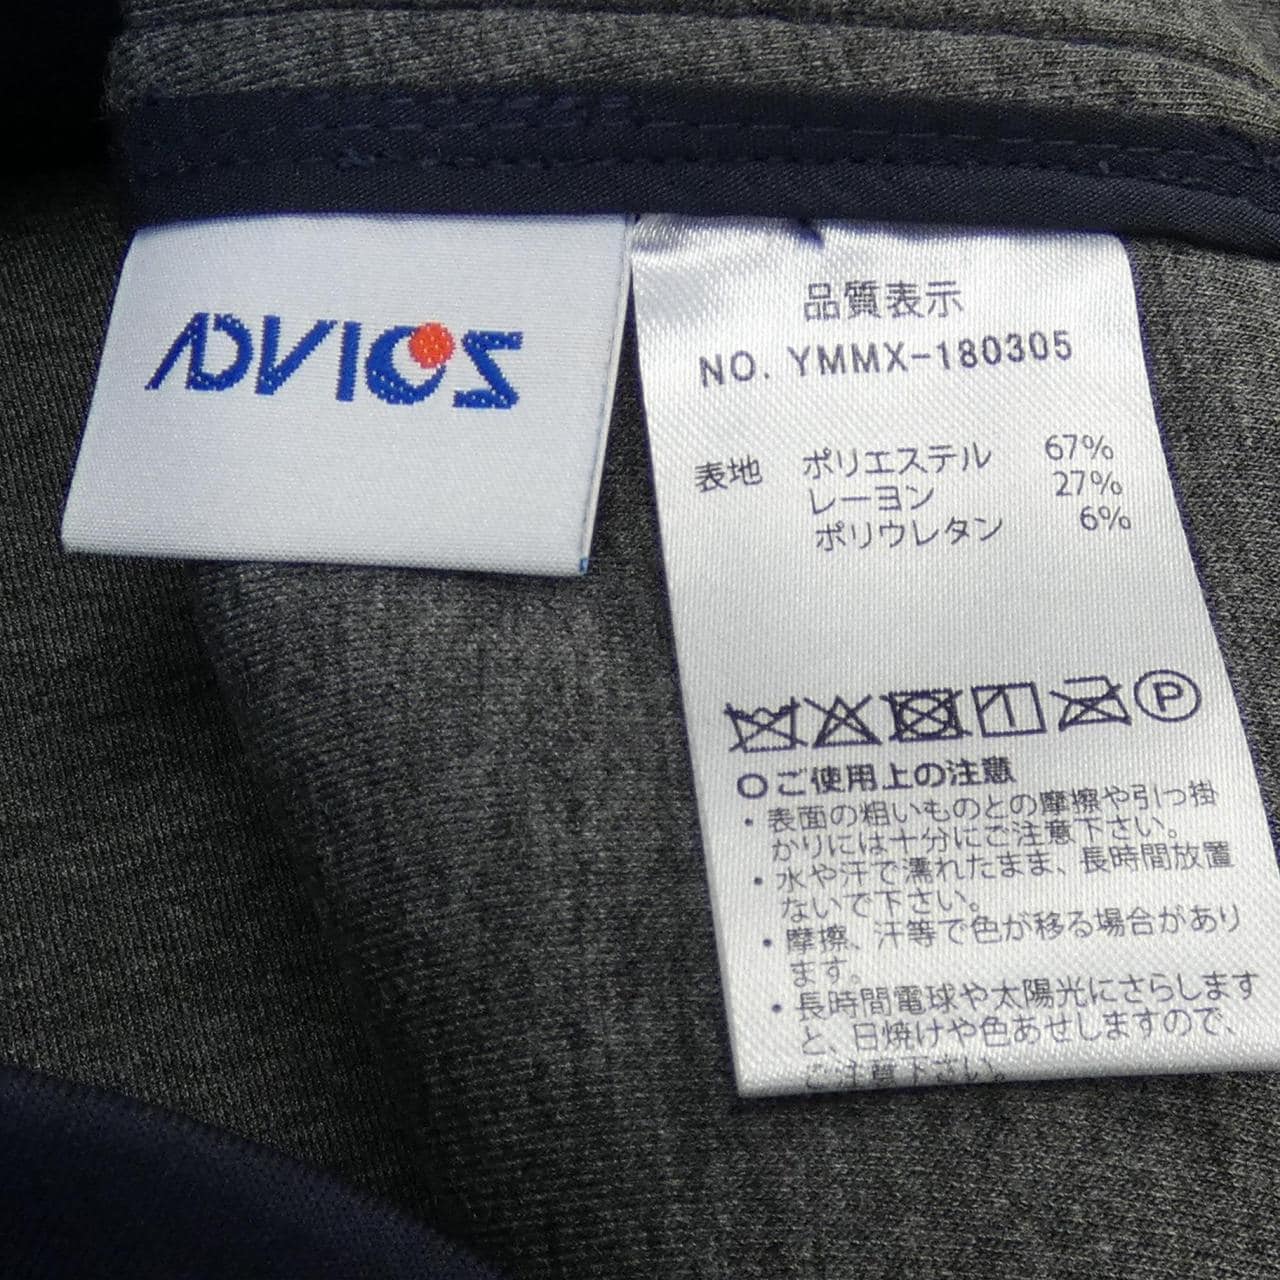 ADVICS
品質表示
NO. YMMX-180305
表地 ポリエステル 67%
レーヨン 27%
ポリウレタン 6%
P
○ご使用上の注意
・表面の粗いものとの摩擦や引っ掛
かりには十分にご注意下さい。
・水や汗で濡れたまま、長時間放置
ないで下さい。
・摩擦、汗等で色が移る場合があり
ます。
・長時間電球や太陽光にさらします
と、日焼けや色あせしますので、
ご注意下さい。